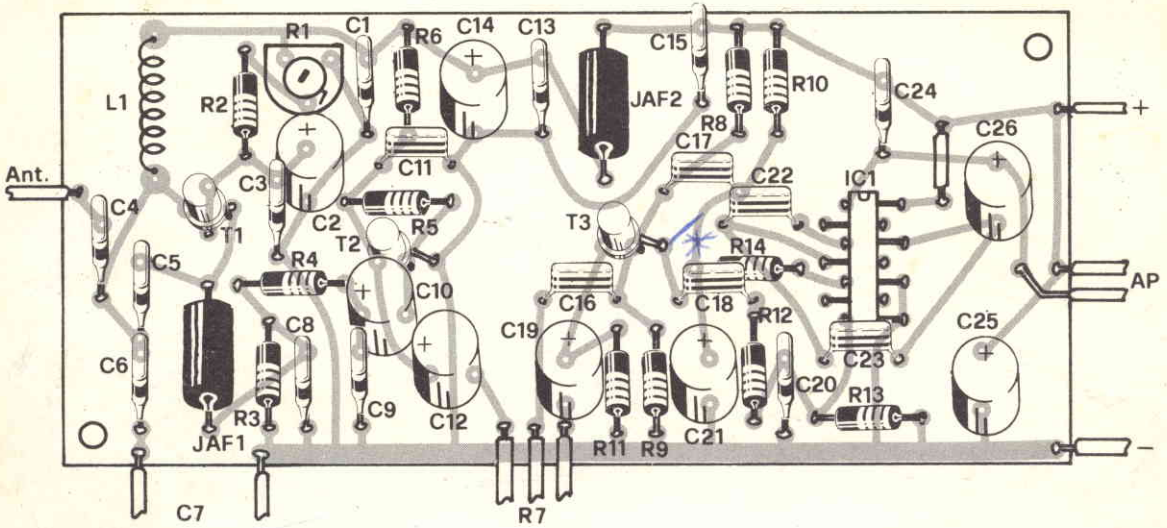 R1 C1 R6 C14 C13 C15
L1 R2 JAF2 R8 R10 C24
+
C11 C17 C26
Ant. C3 C22 IC1
C4 C2 R5
T1 T2 T3
C5 R4 R14
C10 C16 C18 AP
C6 C8 C19 R12 C25
C23
R3 C9 C12 C20 R13
JAF1 R11 R9 C21 -
C7 R7